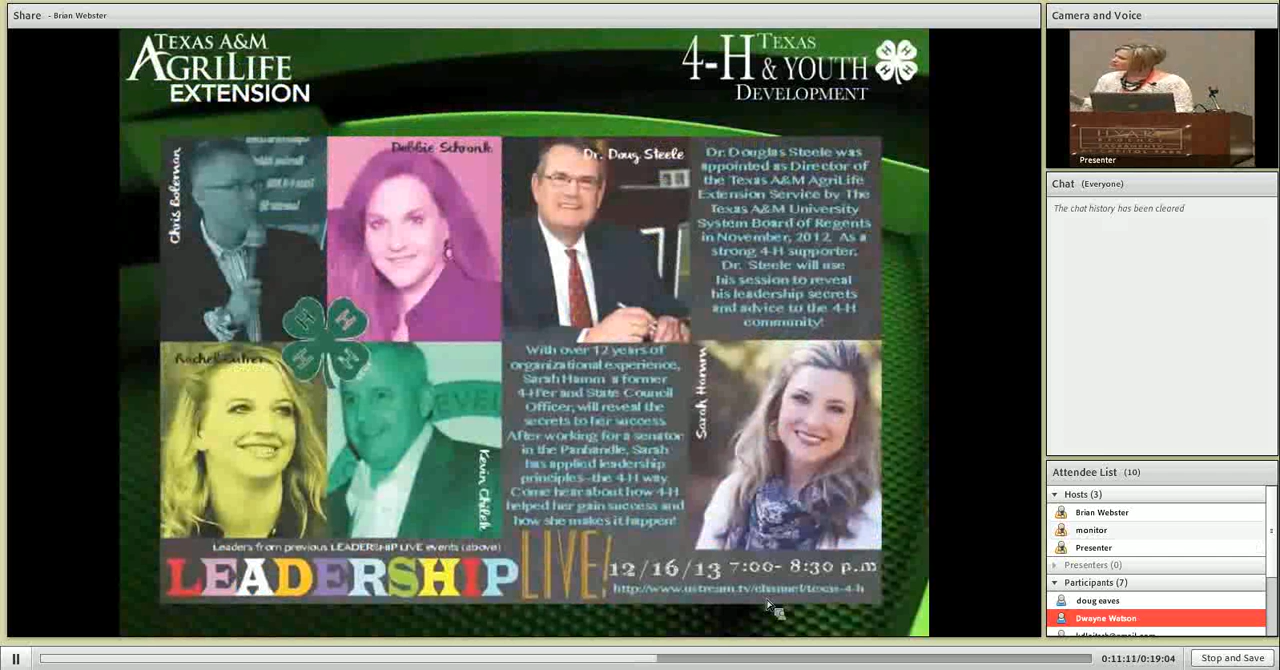 Share - Brian Webster
TEXAS A&M
AGRILIFE
EXTENSION
4-H TEXAS
& YOUTH
DEVELOPMENT
H H
H H
Chris Boleman
Debbie Schronk
Dr. Doug Steele
Dr. Douglas Steele was
appointed as Director of
the Texas A&M AgriLife
Extension Service by The
Texas A&M University
System Board of Regents
in November, 2012. As a
strong 4-H supporter,
Dr. Steele will use
his session to reveal
his leadership secrets
and advice to the 4-H
community!
H H
H H
Rachell
Kevin Chilek
With over 12 years of
organizational experience,
Sarah Hamm a former
4-H'er and State Council
Officer, will reveal the
secrets to her success.
After working for a senator
in the Panhandle, Sarah
has applied leadership
principles--the 4-H way.
Come hear about how 4-H
helped her gain success and
how she makes it happen!
Sarah Hamm
Leaders from previous LEADERSHIP LIVE events (above)
LEADERSHIP LIVE! 12/16/13 7:00- 8:30 p.m
http://www.ustream.tv/channel/texas-4-h
Camera and Voice
HYATT
Presenter
Chat (Everyone)
The chat history has been cleared
Attendee List (10)
Hosts (3)
Brian Webster
monitor
Presenter
Presenters (0)
Participants (7)
doug eaves
Dwayne Watson
0:11:11/0:19:04
Stop and Save